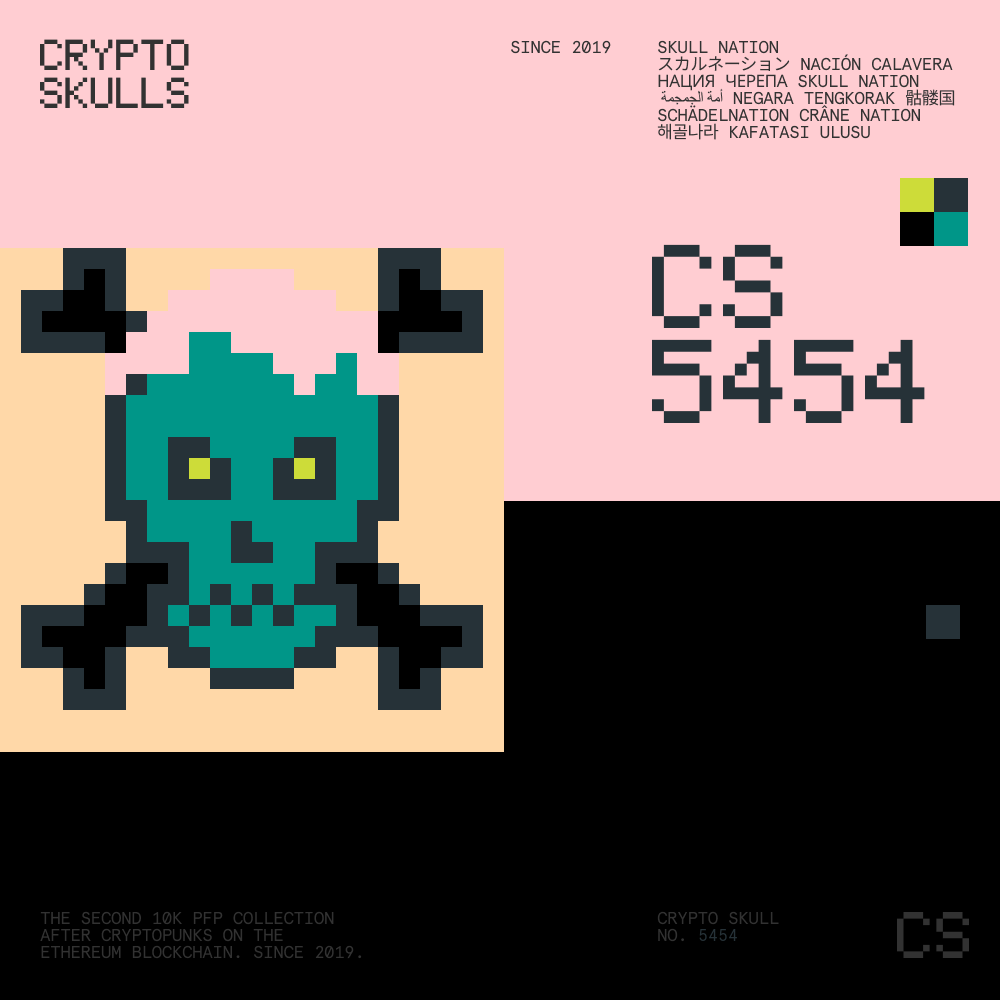 CRYPTO
SKULLS
SINCE 2019
SKULL NATION
スカルネーション NACIÓN CALAVERA
НАЦИЯ ЧЕРЕПА SKULL NATION
أمة الجمجمة NEGARA TENGKORAK 骷髅国
SCHÄDELNATION CRÂNE NATION
해골나라 KAFATASI ULUSU
CS
5454
THE SECOND 10K PFP COLLECTION
AFTER CRYPTOPUNKS ON THE
ETHEREUM BLOCKCHAIN. SINCE 2019.
CRYPTO SKULL
NO. 5454
CS